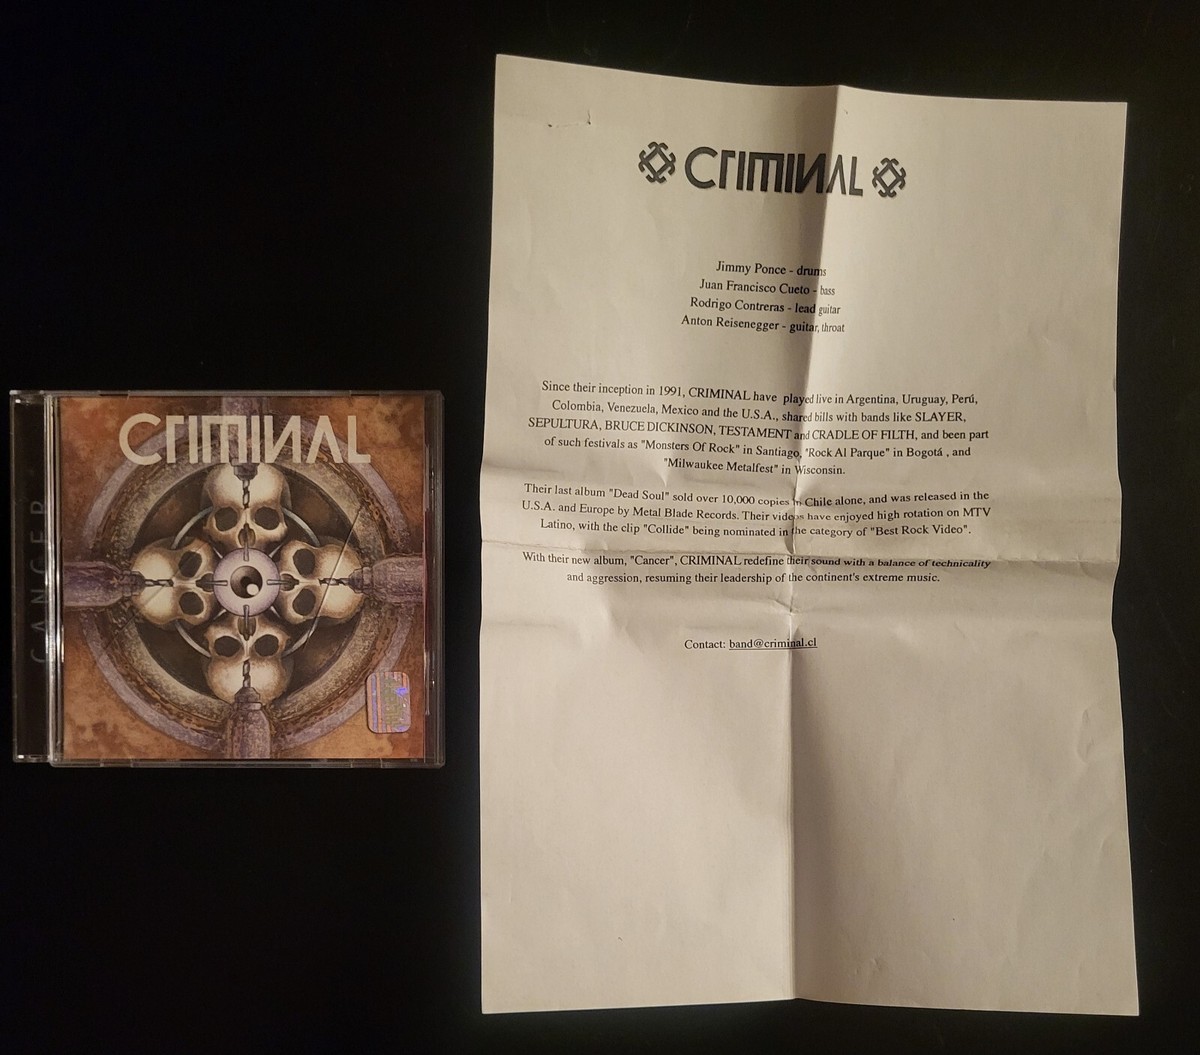 CRIMINAL
CANCER
CRIMINAL
Jimmy Ponce - drums
Juan Francisco Cueto - bass
Rodrigo Contreras - lead guitar
Anton Reisenegger - guitar, throat
Since their inception in 1991, CRIMINAL have played live in Argentina, Uruguay, Perú,
Colombia, Venezuela, Mexico and the U.S.A., shared bills with bands like SLAYER,
SEPULTURA, BRUCE DICKINSON, TESTAMENT and CRADLE OF FILTH, and been part
of such festivals as "Monsters Of Rock" in Santiago, "Rock Al Parque" in Bogotá , and
"Milwaukee Metalfest" in Wisconsin.
Their last album "Dead Soul" sold over 10,000 copies in Chile alone, and was released in the
U.S.A. and Europe by Metal Blade Records. Their videos have enjoyed high rotation on MTV
Latino, with the clip "Collide" being nominated in the category of "Best Rock Video".
With their new album, "Cancer", CRIMINAL redefine their sound with a balance of technicality
and aggression, resuming their leadership of the continent's extreme music.
Contact: band@criminal.cl